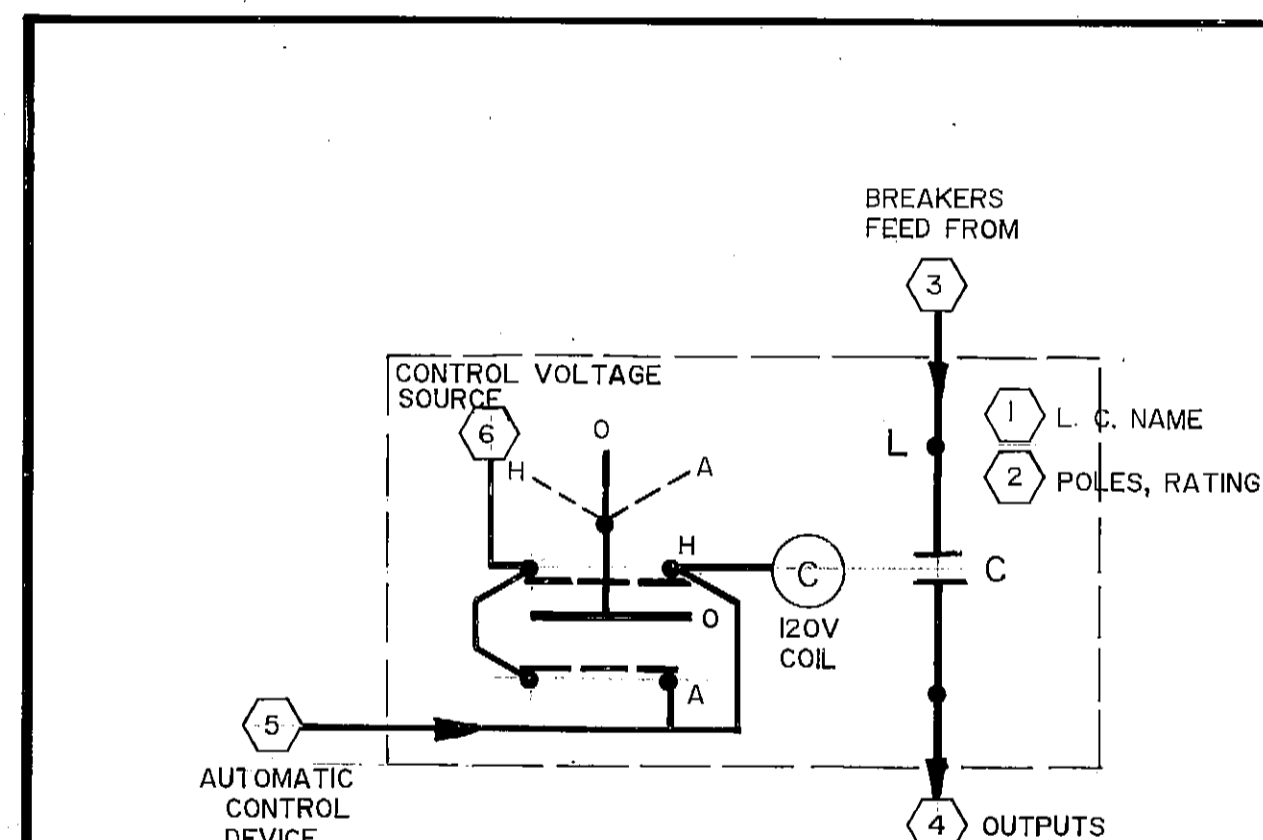 BREAKERS
FEED FROM
3
CONTROL VOLTAGE
SOURCE
6
O
H
A
L
1 L. C. NAME
2 POLES, RATING
H
C
C
O
120V
COIL
A
5
AUTOMATIC
CONTROL
DEVICE
4 OUTPUTS